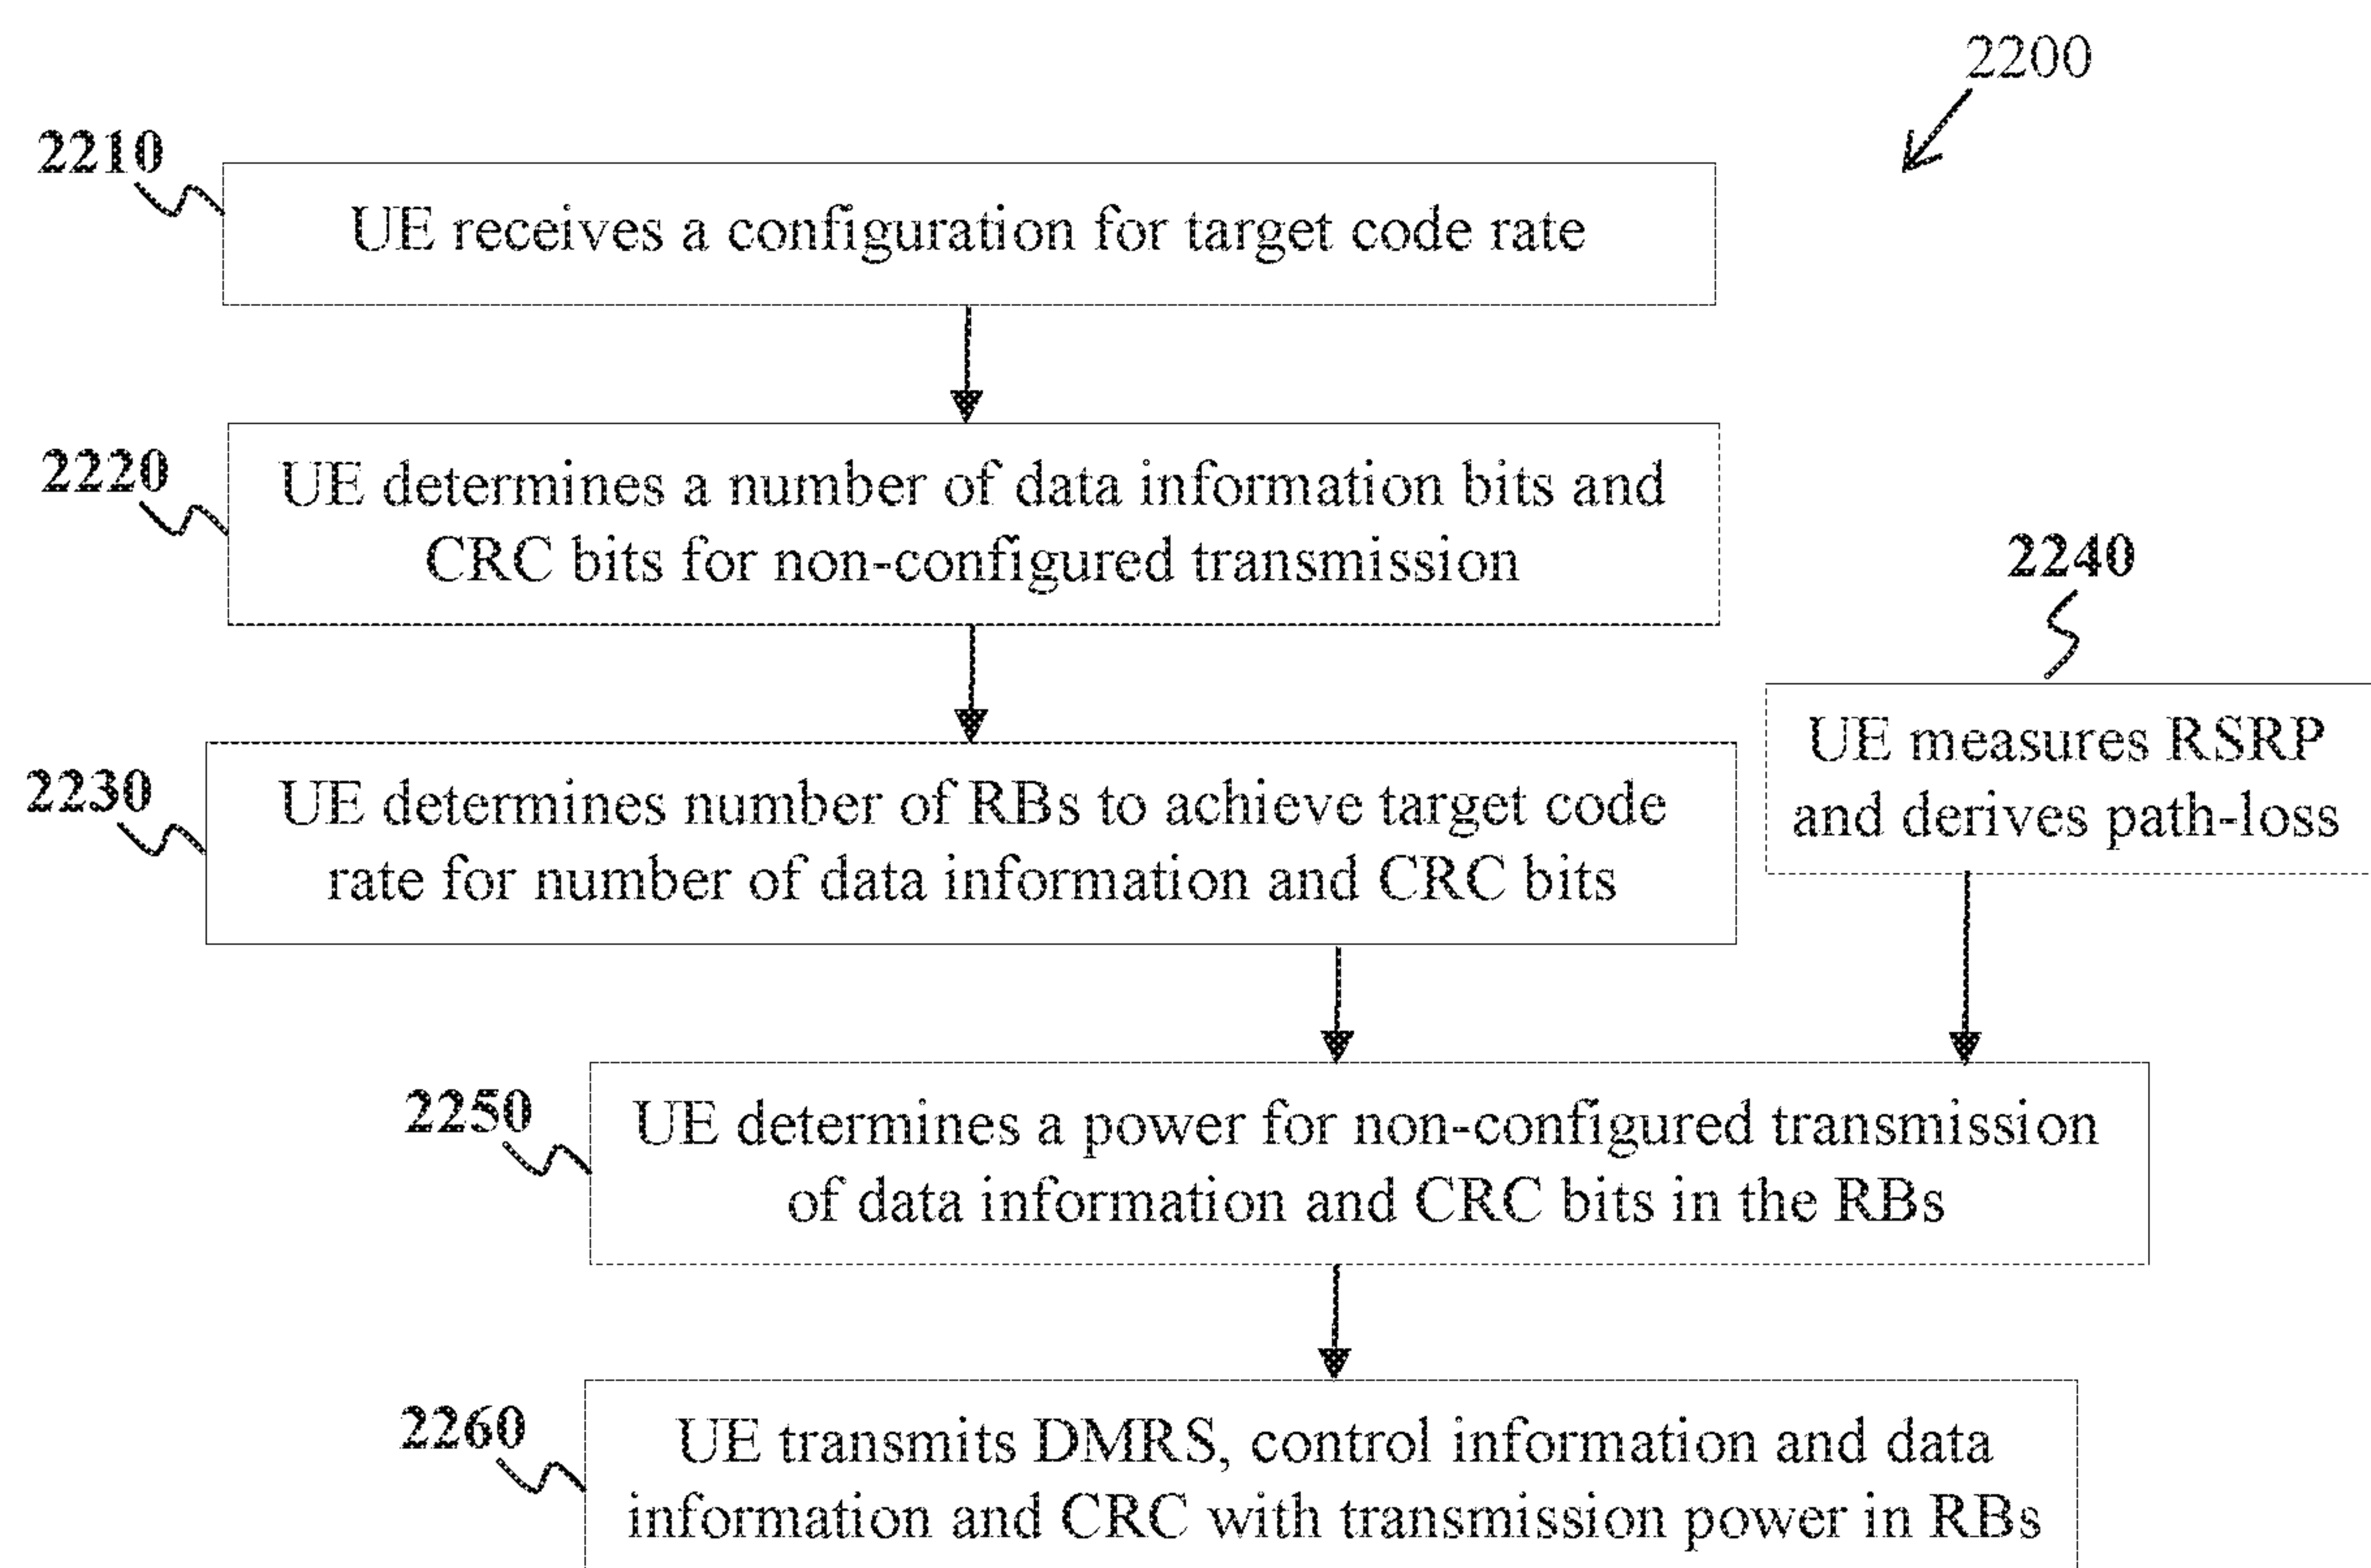 2200
2210
UE receives a configuration for target code rate
2220
UE determines a number of data information bits and
CRC bits for non-configured transmission
2230
UE determines number of RBs to achieve target code
rate for number of data information and CRC bits
2240
UE measures RSRP
and derives path-loss
2250
UE determines a power for non-configured transmission
of data information and CRC bits in the RBs
2260
UE transmits DMRS, control information and data
information and CRC with transmission power in RBs